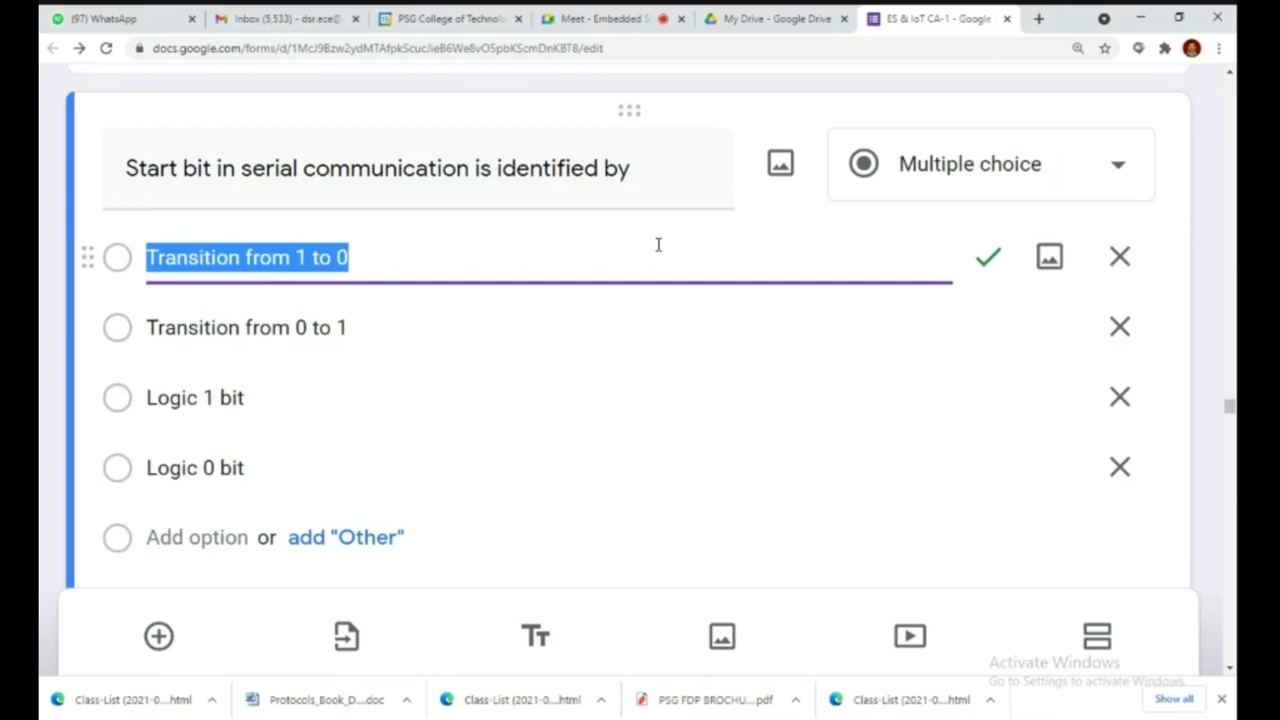 (97) WhatsApp
Inbox (5,533) - dsr.ece@
PSG College of Technolo
Meet - Embedded S
My Drive - Google Drive
ES & IoT CA-1 - Google
docs.google.com/forms/d/1McJ9Bzw2ydMTAfpkScucJieB6We8vO5pbKScmDnK8T8/edit
Start bit in serial communication is identified by
Multiple choice
Transition from 1 to 0
Transition from 0 to 1
Logic 1 bit
Logic 0 bit
Add option or add "Other"
Tт
Activate Windows
Go to Settings to activate Windows.
Class-List (2021-0....html
Protocols_Book_D....doc
Class-List (2021-0....html
PSG FDP BROCHU....pdf
Class-List (2021-0....html
Show all